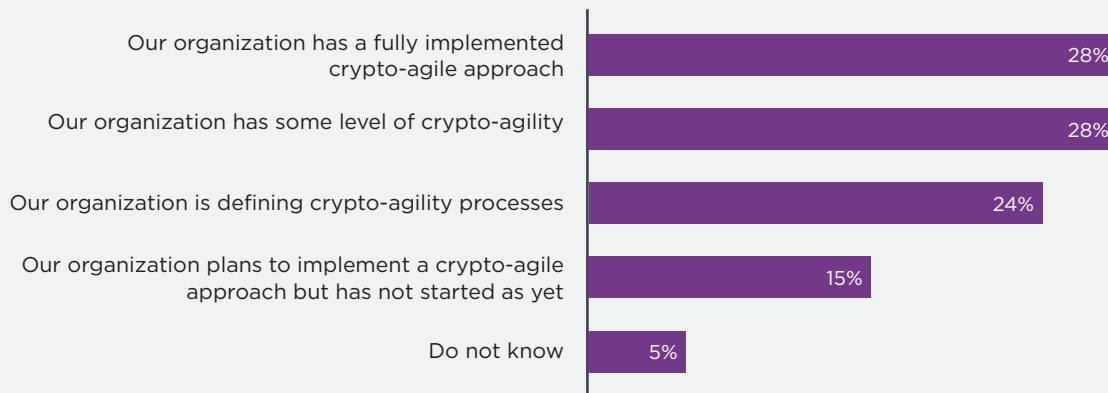 Our organization has a fully implemented
crypto-agile approach
28%
Our organization has some level of crypto-agility
28%
Our organization is defining crypto-agility processes
24%
Our organization plans to implement a crypto-agile
approach but has not started as yet
15%
Do not know
5%